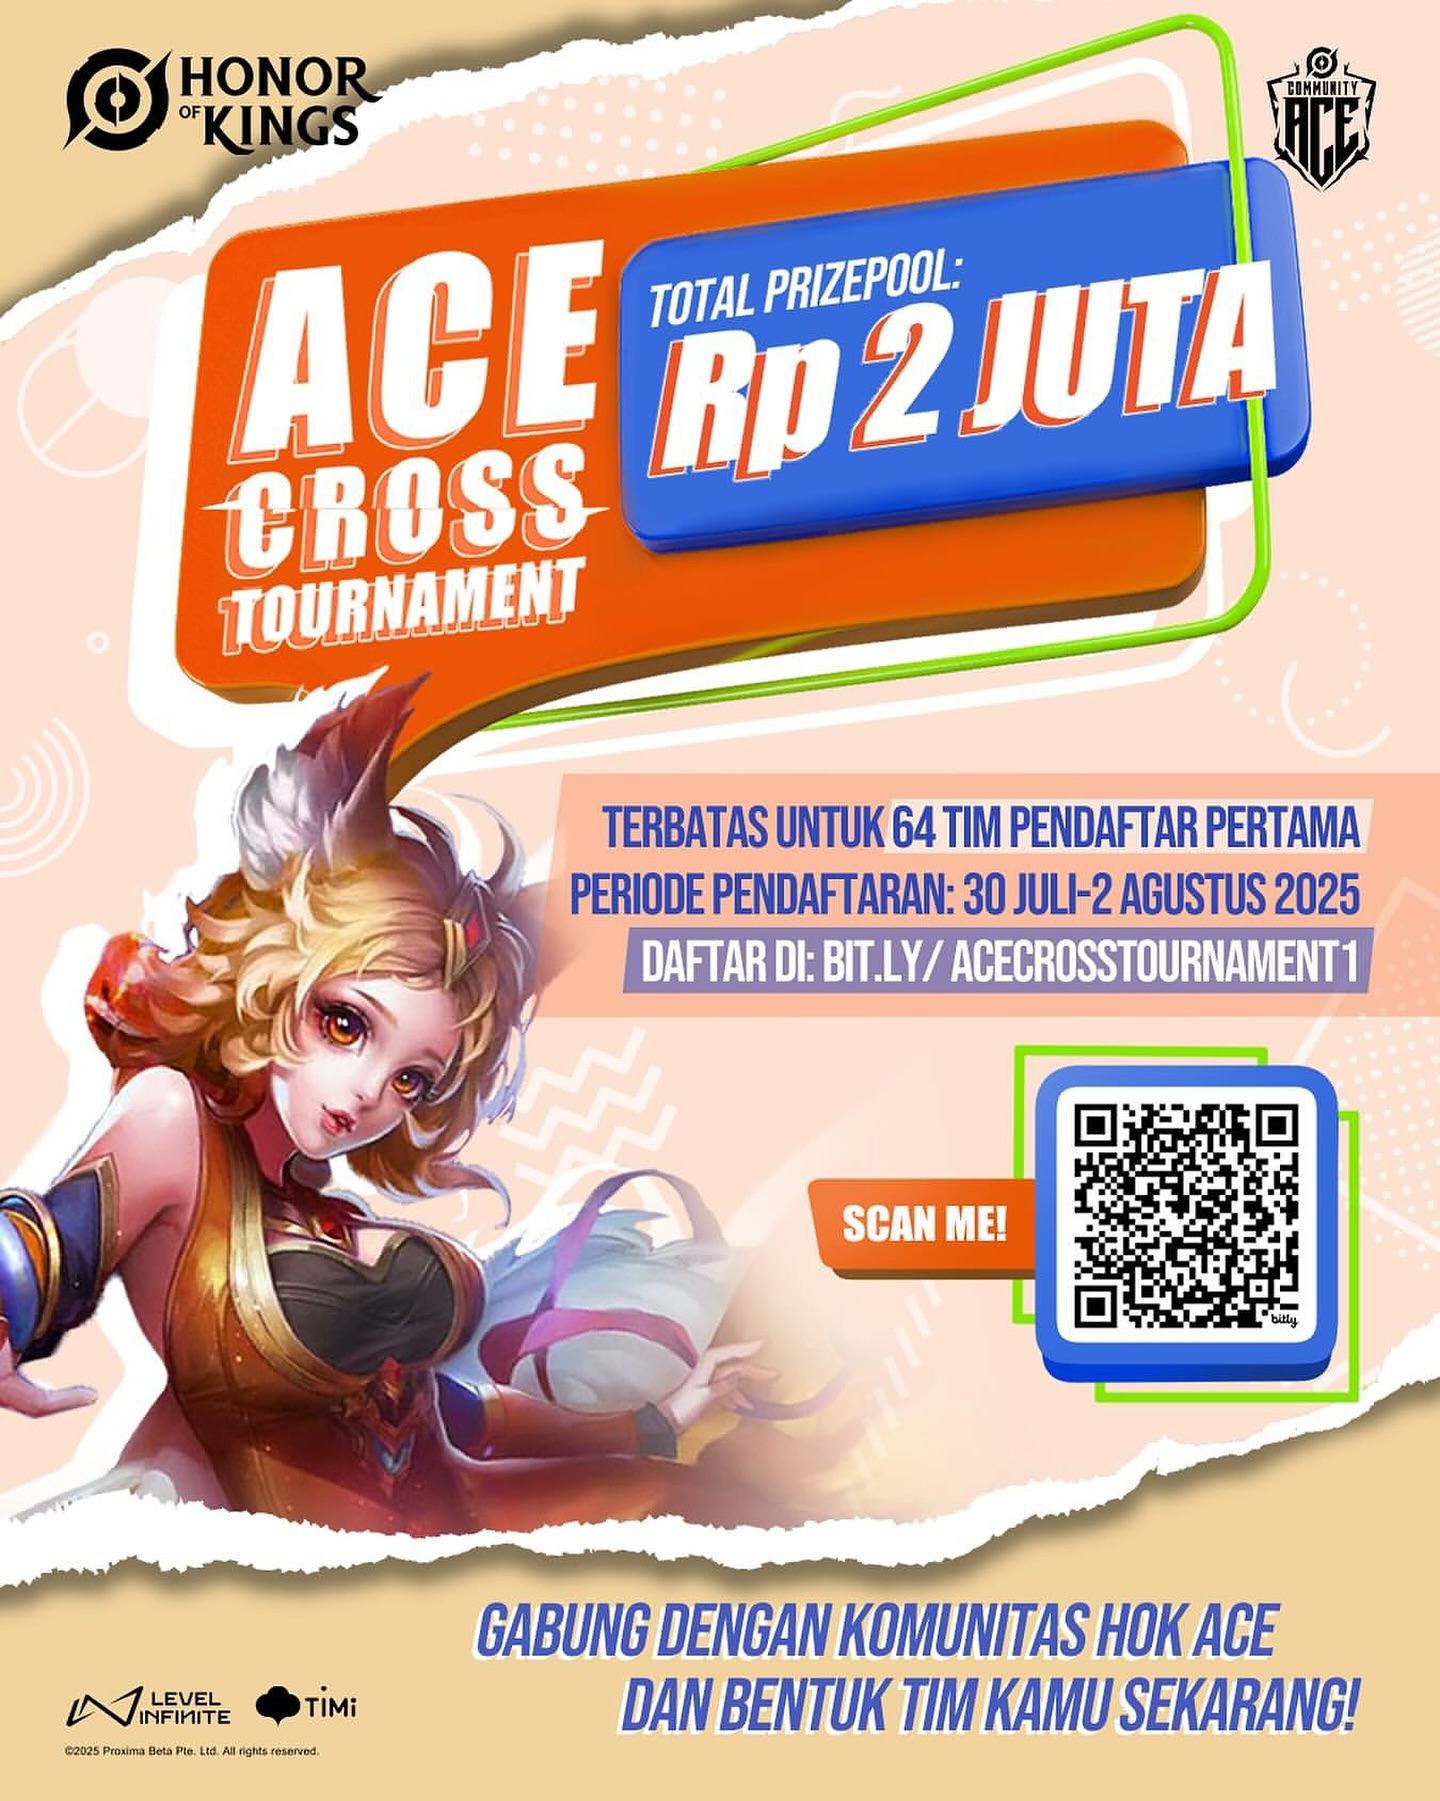 HONOR
OF KINGS
COMMUNITY
ACE
ACE
CROSS
TOURNAMENT
TOTAL PRIZEPOOL:
Rp 2 JUTA
TERBATAS UNTUK 64 TIM PENDAFTAR PERTAMA
PERIODE PENDAFTARAN: 30 JULI-2 AGUSTUS 2025
DAFTAR DI: BIT.LY/ ACECROSSTOURNAMENT1
SCAN ME!
bitly
GABUNG DENGAN KOMUNITAS HOK ACE
DAN BENTUK TIM KAMU SEKARANG!
LEVEL
INFINITE
TiMi
©2025 Proxima Beta Pte. Ltd. All rights reserved.